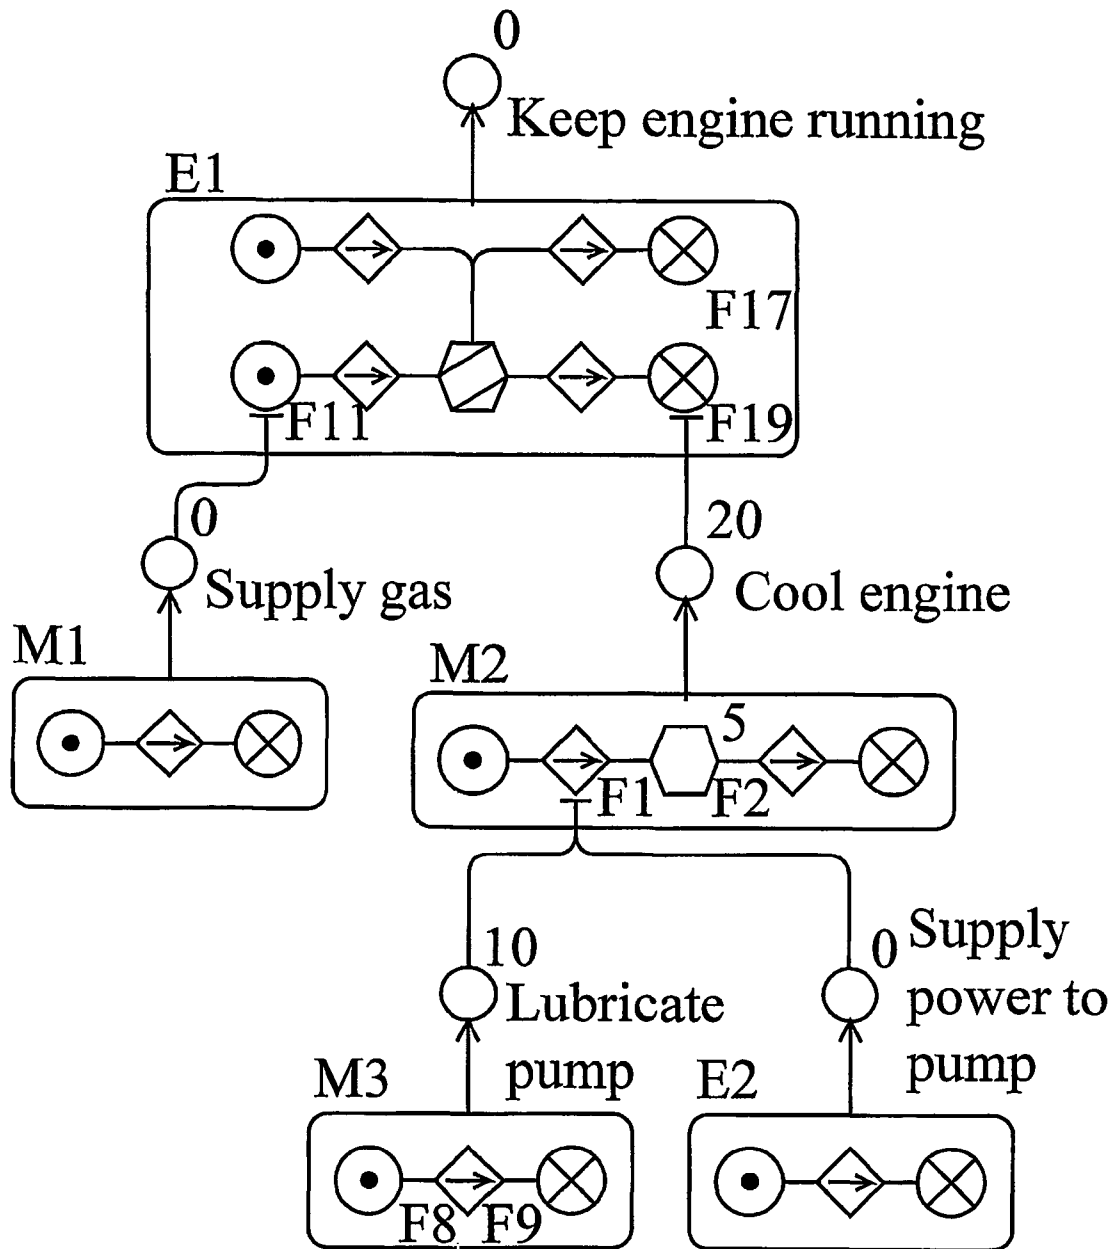 0
Keep engine running
E1
F17
F11
F19
0
20
Supply gas
Cool engine
M1
M2
5
F1
F2
10
0
Supply
power to
pump
Lubricate
pump
M3
E2
F8
F9